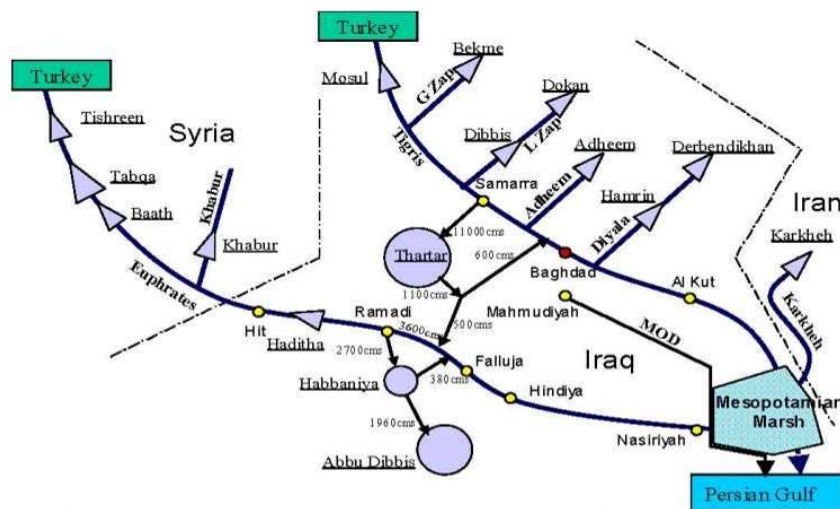 Turkey
Bekme
Turkey
Mosul
G Zap
Dokan
Tishreen
Dibbis
L Zap
Adheem
Derbendikhan
Syria
Tigris
Tabqa
Samarra
Adheem
Hamrin
Iran
Baath
Khabur
Khabur
11000cms
Diyala
Karkheh
Thartar
600cms
Baghdad
Euphrates
1100cms
Al Kut
Karkheh
Ramadi
Mahmudiyah
Hit
3600cms
500cms
MOD
Haditha
2700cms
Falluja
Iraq
Habbaniya
380cms
Hindiya
Mesopotamian
Marsh
1960cms
Nasiriyah
Abbu Dibbis
Persian Gulf